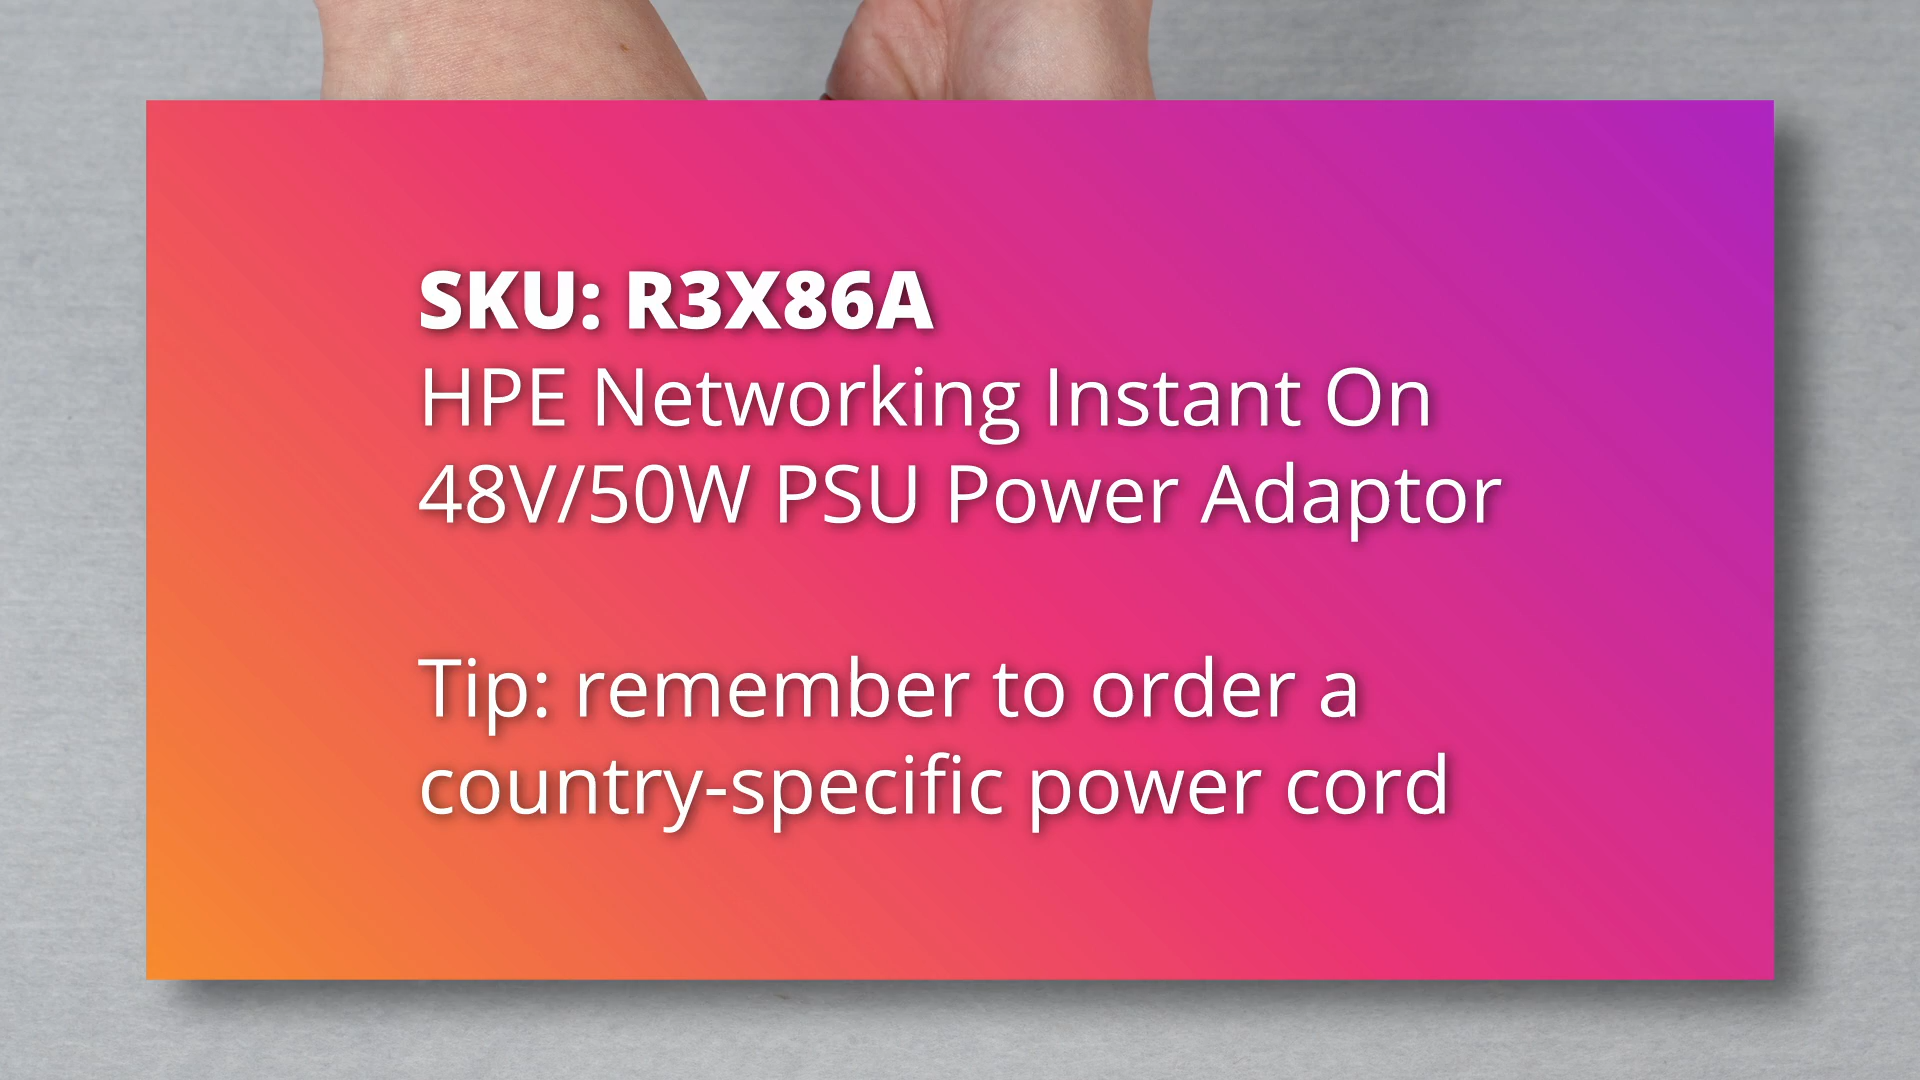 SKU: R3X86A
HPE Networking Instant On
48V/50W PSU Power Adaptor
Tip: remember to order a
country-specific power cord